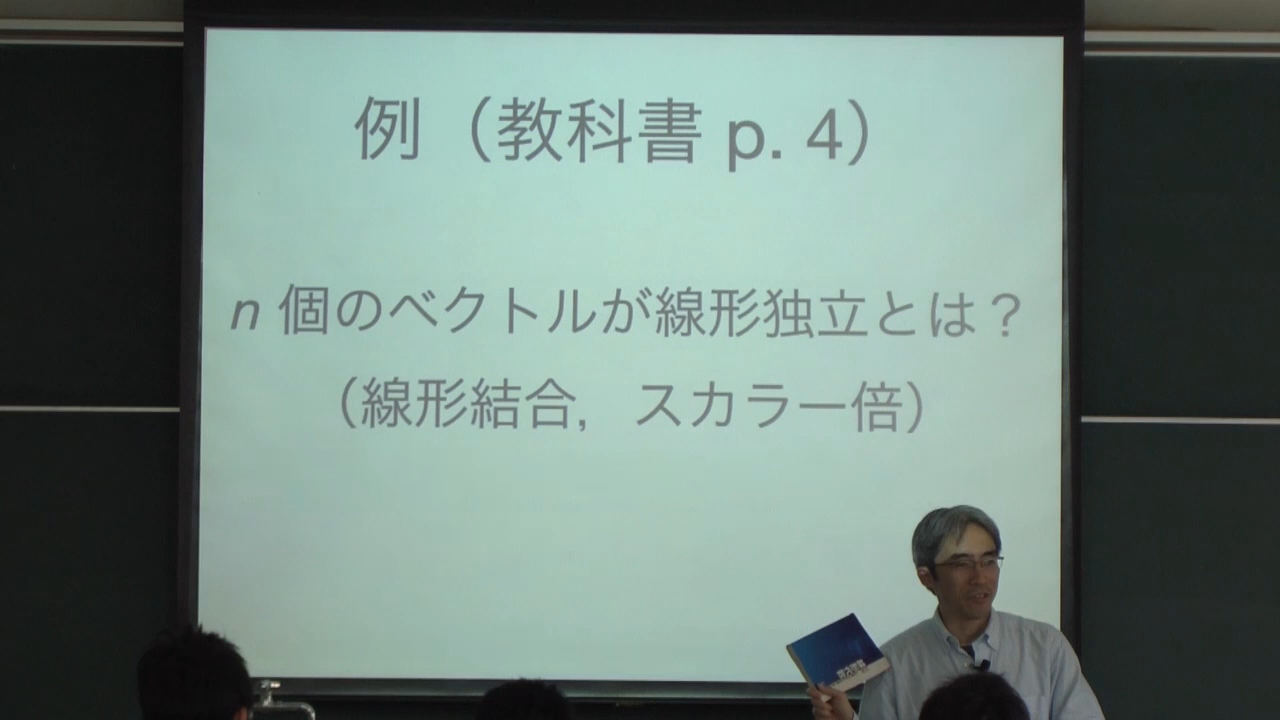 例（教科書 p. 4）
n 個のベクトルが線形独立とは？
（線形結合，スカラー倍）